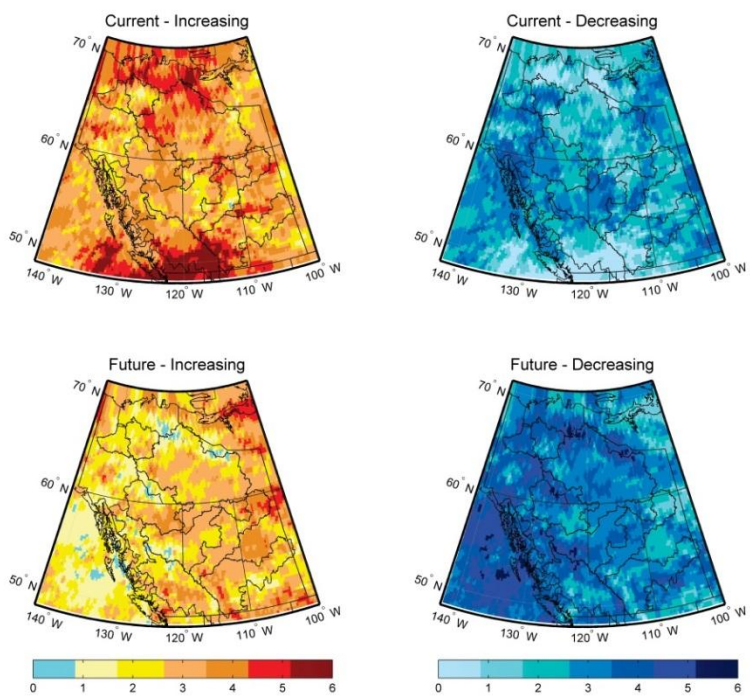 Current - Increasing
Current - Decreasing
70° N
60° N
50° N
140° W
130° W
120° W
110° W
100° W
70° N
60° N
50° N
140° W
130° W
120° W
110° W
100° W
Future - Increasing
Future - Decreasing
70° N
60° N
50° N
140° W
130° W
120° W
110° W
100° W
70° N
60° N
50° N
140° W
130° W
120° W
110° W
100° W
0 1 2 3 4 5 6
0 1 2 3 4 5 6